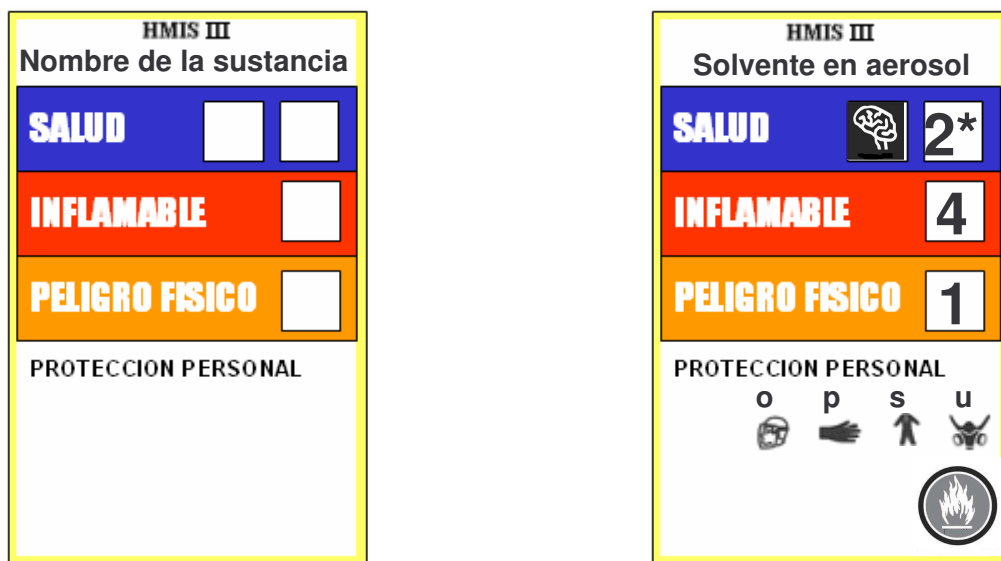 HMIS III
Nombre de la sustancia
SALUD
INFLAMABLE
PELIGRO FISICO
PROTECCION PERSONAL
HMIS III
Solvente en aerosol
SALUD 2*
INFLAMABLE 4
PELIGRO FISICO 1
PROTECCION PERSONAL
o p s u